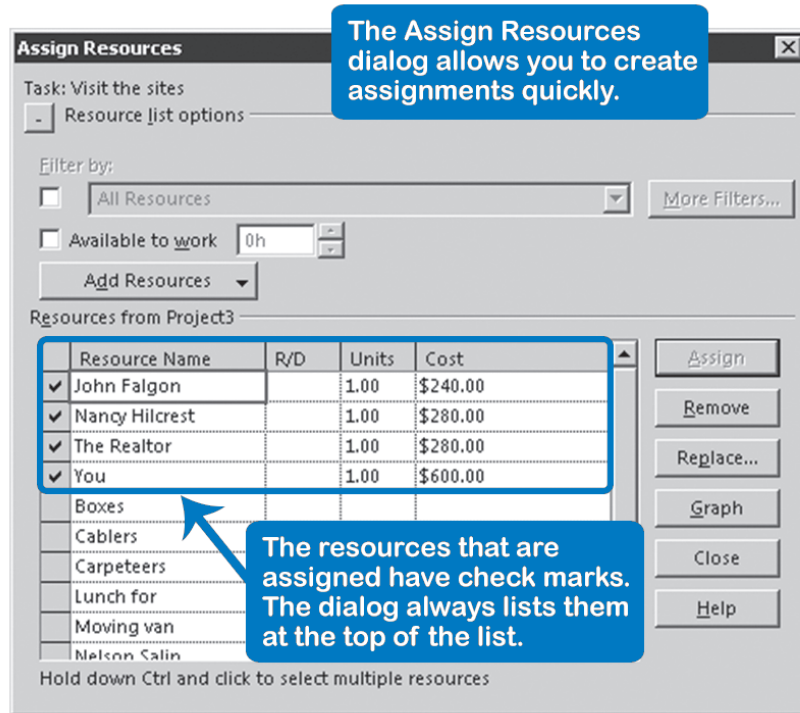 The Assign Resources
dialog allows you to create
assignments quickly.
Assign Resources
Task: Visit the sites
- Resource list options
Filter by:
All Resources
More Filters...
Available to work 0h
Add Resources
Resources from Project3
Resource Name R/D Units Cost
John Falgon 1.00 $240.00
Nancy Hilcrest 1.00 $280.00
The Realtor 1.00 $280.00
You 1.00 $600.00
Boxes
Cablers
Carpeteers
Lunch for
Moving van
Nelson Salin
Assign
Remove
Replace...
Graph
Close
Help
The resources that are
assigned have check marks.
The dialog always lists them
at the top of the list.
Hold down Ctrl and click to select multiple resources